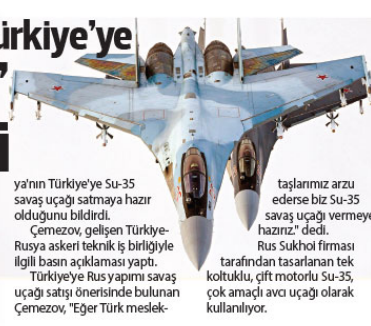 ürkiye'ye
ya'nın Türkiye'ye Su-35
savaş uçağı satmaya hazır
olduğunu bildirdi.
Çemezov, gelişen Türkiye-
Rusya askeri teknik iş birliğiyle
ilgili basın açıklaması yaptı.
Türkiye'ye Rus yapımı savaş
uçağı satışı önerisinde bulunan
Çemezov, "Eğer Türk meslek-
taşlarımız arzu
ederse biz Su-35
savaş uçağı vermeye
hazırız." dedi.
Rus Sukhoi firması
tarafından tasarlanan tek
koltuklu, çift motorlu Su-35,
çok amaçlı avcı uçağı olarak
kullanılıyor.